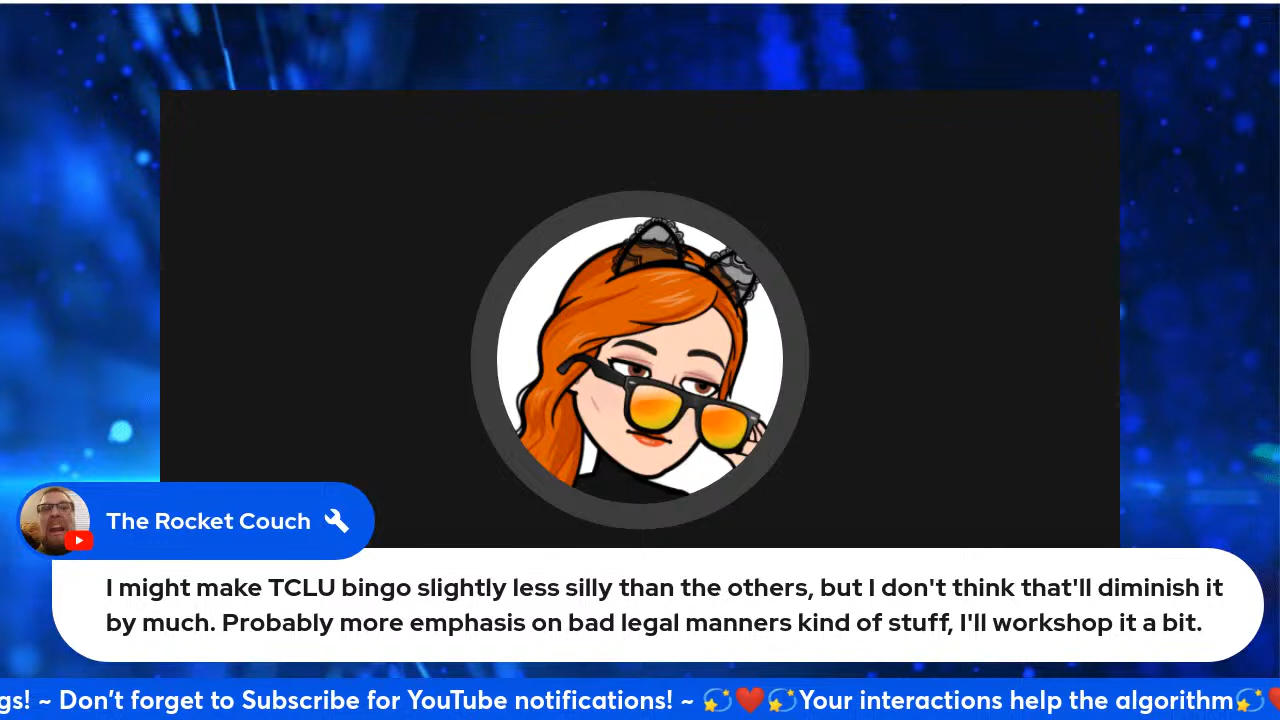 The Rocket Couch
I might make TCLU bingo slightly less silly than the others, but I don't think that'll diminish it
by much. Probably more emphasis on bad legal manners kind of stuff, I'll workshop it a bit.
gs! ~ Don’t forget to Subscribe for YouTube notifications! ~ 💫❤️💫Your interactions help the algorithm💫❤️